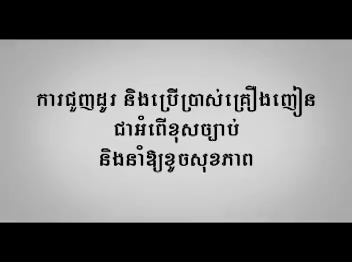 ការជួញដូរ និងប្រើប្រាស់គ្រឿងញៀន
ជាអំពើខុសច្បាប់
និងនាំឱ្យខូចសុខភាព